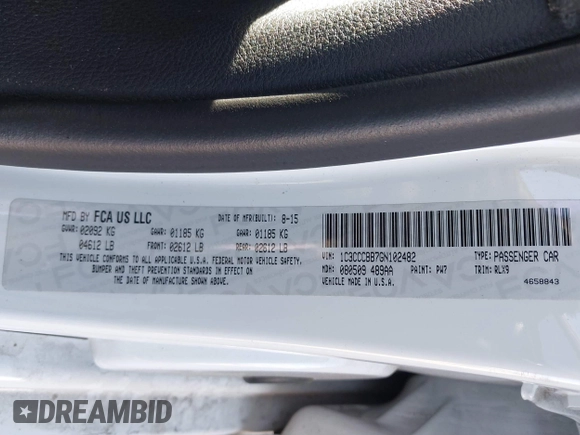 MFD BY FCA US LLC DATE OF MFR(BUILT): 8-15
GVWR: 02092 KG GAWR: 01185 KG GAWR: 01185 KG
04612 LB FRONT: 02612 LB REAR: 02612 LB
THIS VEHICLE CONFORMS TO ALL APPLICABLE U.S.A. FEDERAL MOTOR VEHICLE SAFETY,
BUMPER AND THEFT PREVENTION STANDARDS IN EFFECT ON
THE DATE OF MANUFACTURE SHOWN ABOVE.
VIN: 1C3CCCBB7GN102482 TYPE: PASSENGER CAR
MDH: 080509 489AA PAINT: PW7 TRIM: RLX9
VEHICLE MADE IN U.S.A. 4658843
DREAMBID